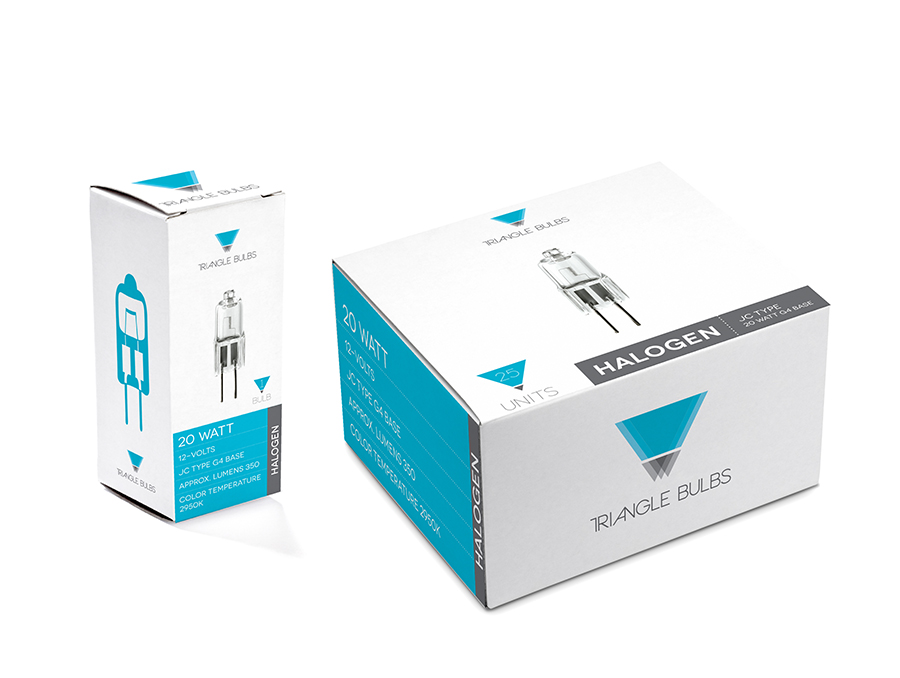 TRIANGLE BULBS
TRIANGLE BULBS
1
BULB
20 WATT
12-VOLTS
JC TYPE G4 BASE
APPROX. LUMENS 350
COLOR TEMPERATURE
2950K
HALOGEN
TRIANGLE BULBS
TRIANGLE BULBS
25
UNITS
HALOGEN
JC TYPE
20 WATT G4 BASE
20 WATT
12-VOLTS
JC TYPE G4 BASE
APPROX. LUMENS 350
COLOR TEMPERATURE 2950K
HALOGEN
TRIANGLE BULBS